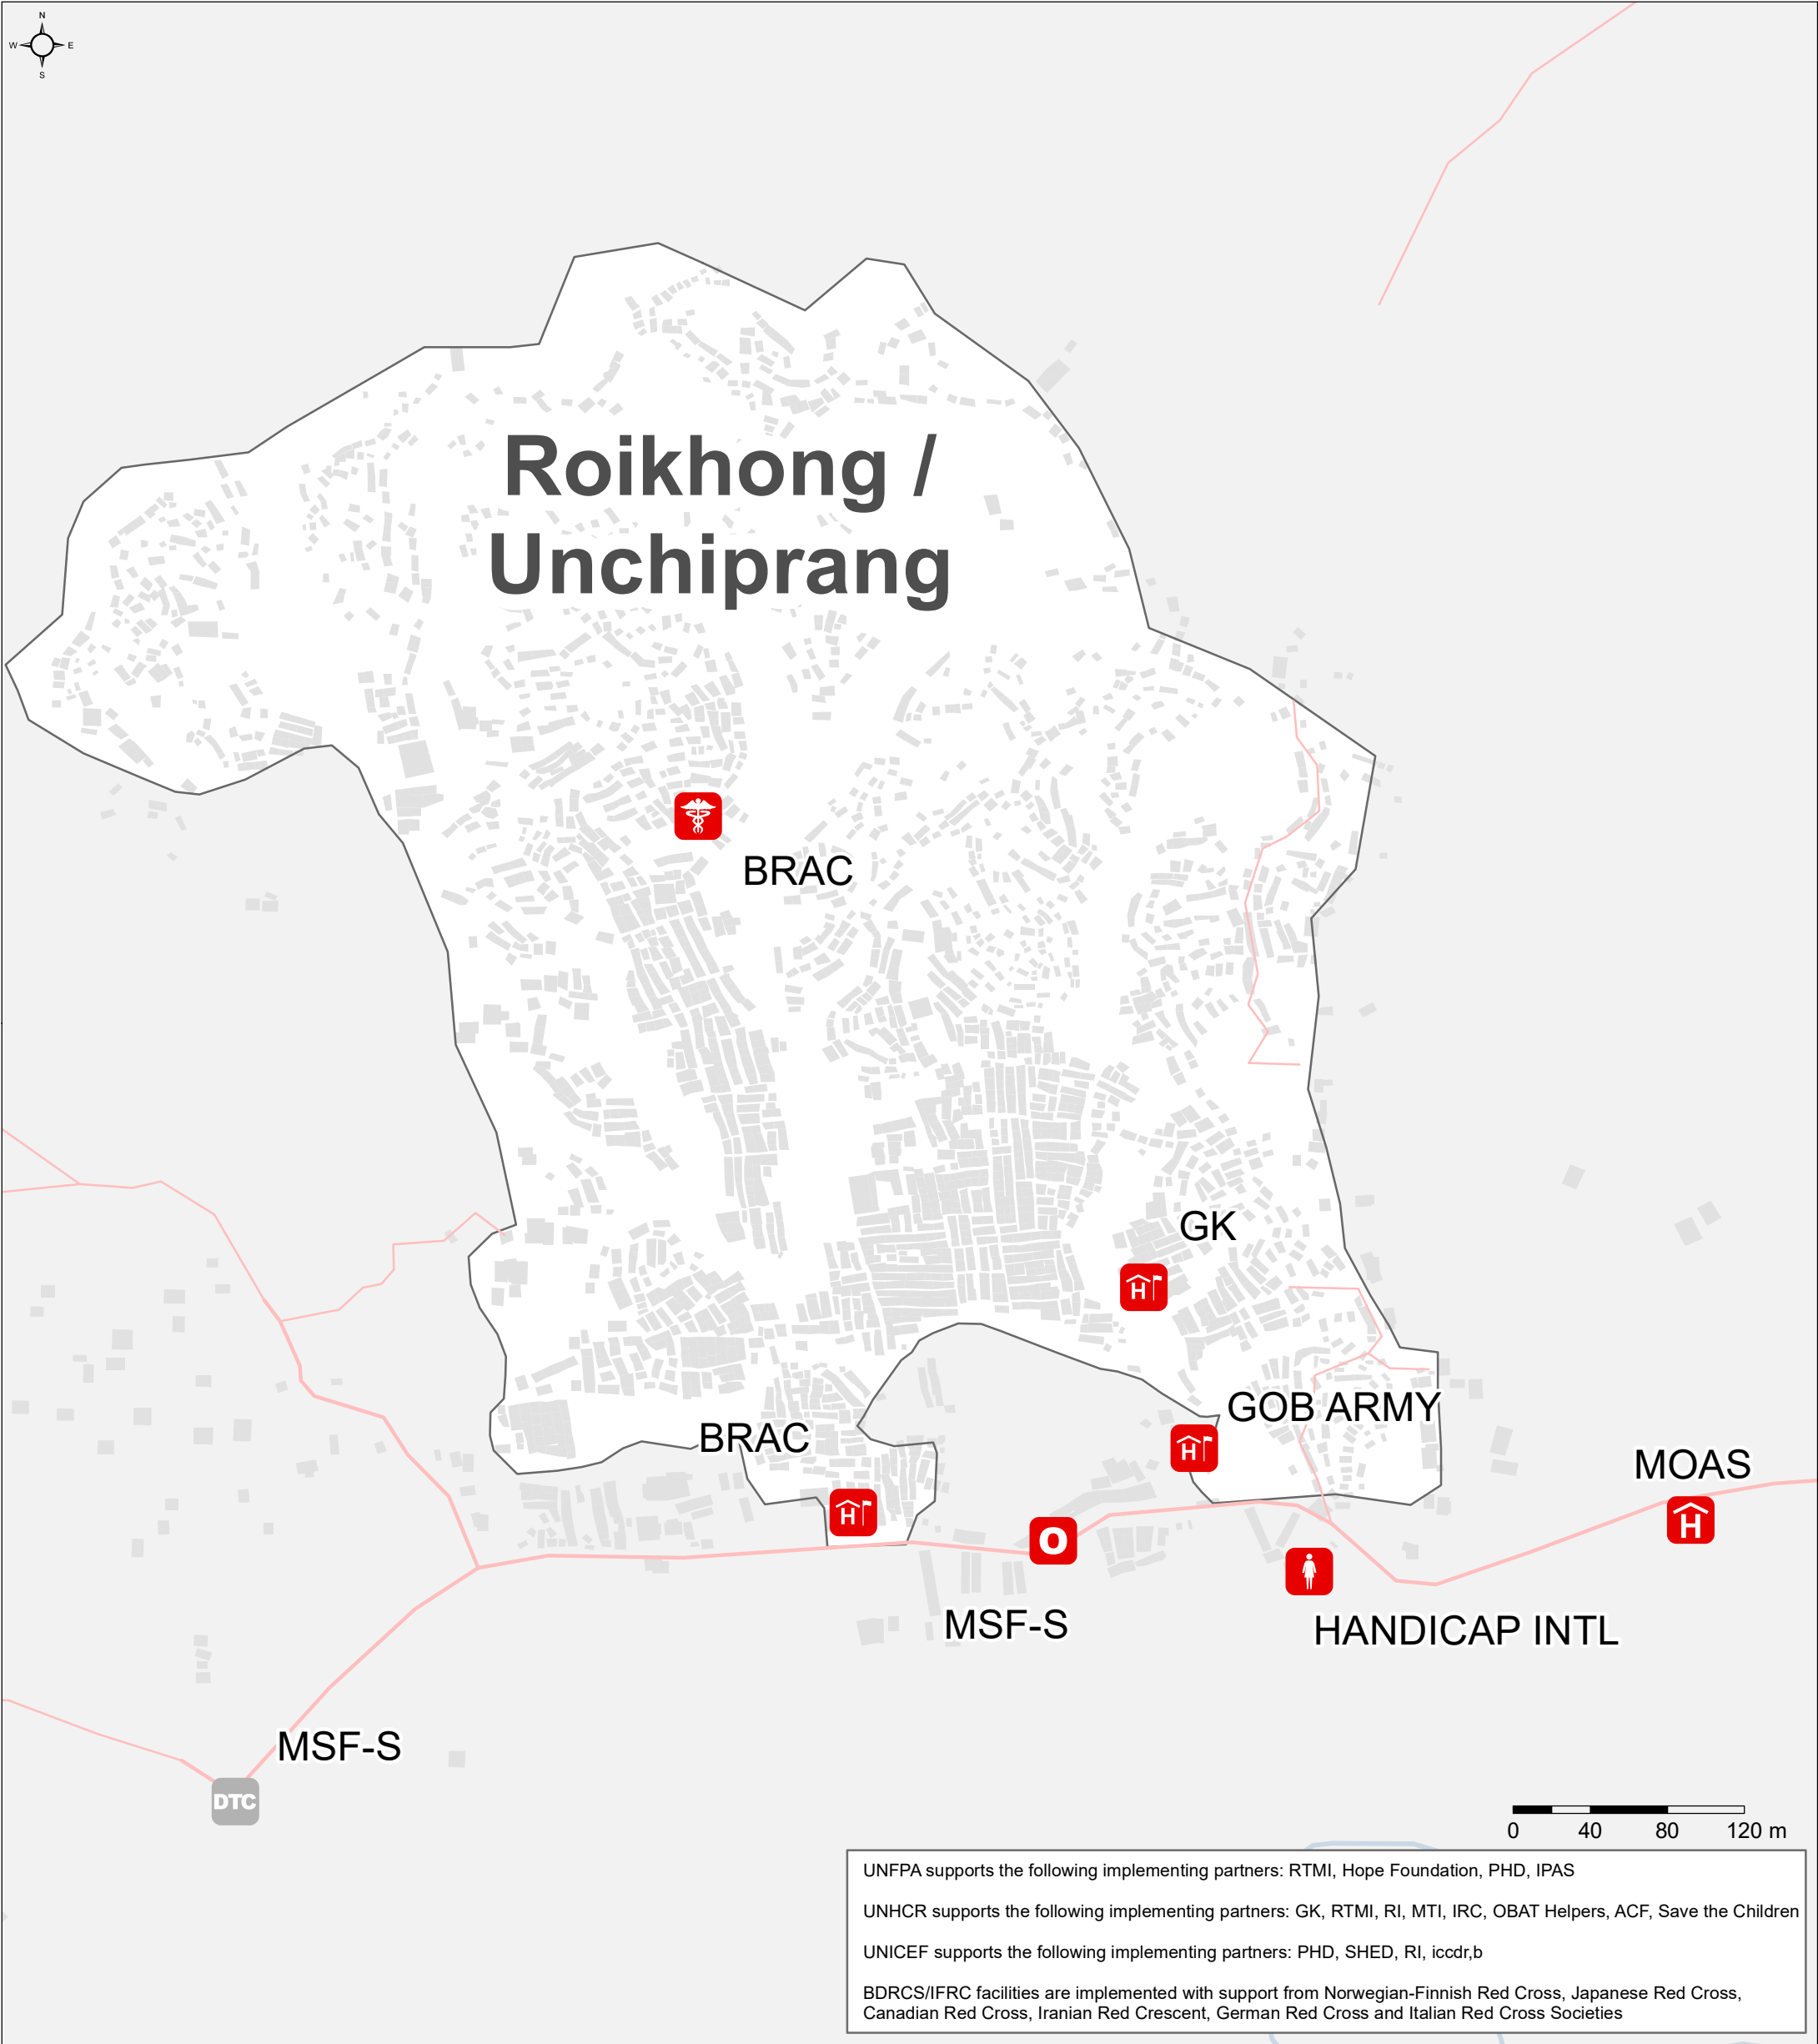 N
W E
S
Roikhong /
Unchiprang
BRAC
GK
H
GOB ARMY
BRAC
H
MOAS
H
H
O
MSF-S
HANDICAP INTL
MSF-S
DTC
0 40 80 120 m
UNFPA supports the following implementing partners: RTMI, Hope Foundation, PHD, IPAS
UNHCR supports the following implementing partners: GK, RTMI, RI, MTI, IRC, OBAT Helpers, ACF, Save the Children
UNICEF supports the following implementing partners: PHD, SHED, RI, iccdr,b
BDRCS/IFRC facilities are implemented with support from Norwegian-Finnish Red Cross, Japanese Red Cross,
Canadian Red Cross, Iranian Red Crescent, German Red Cross and Italian Red Cross Societies